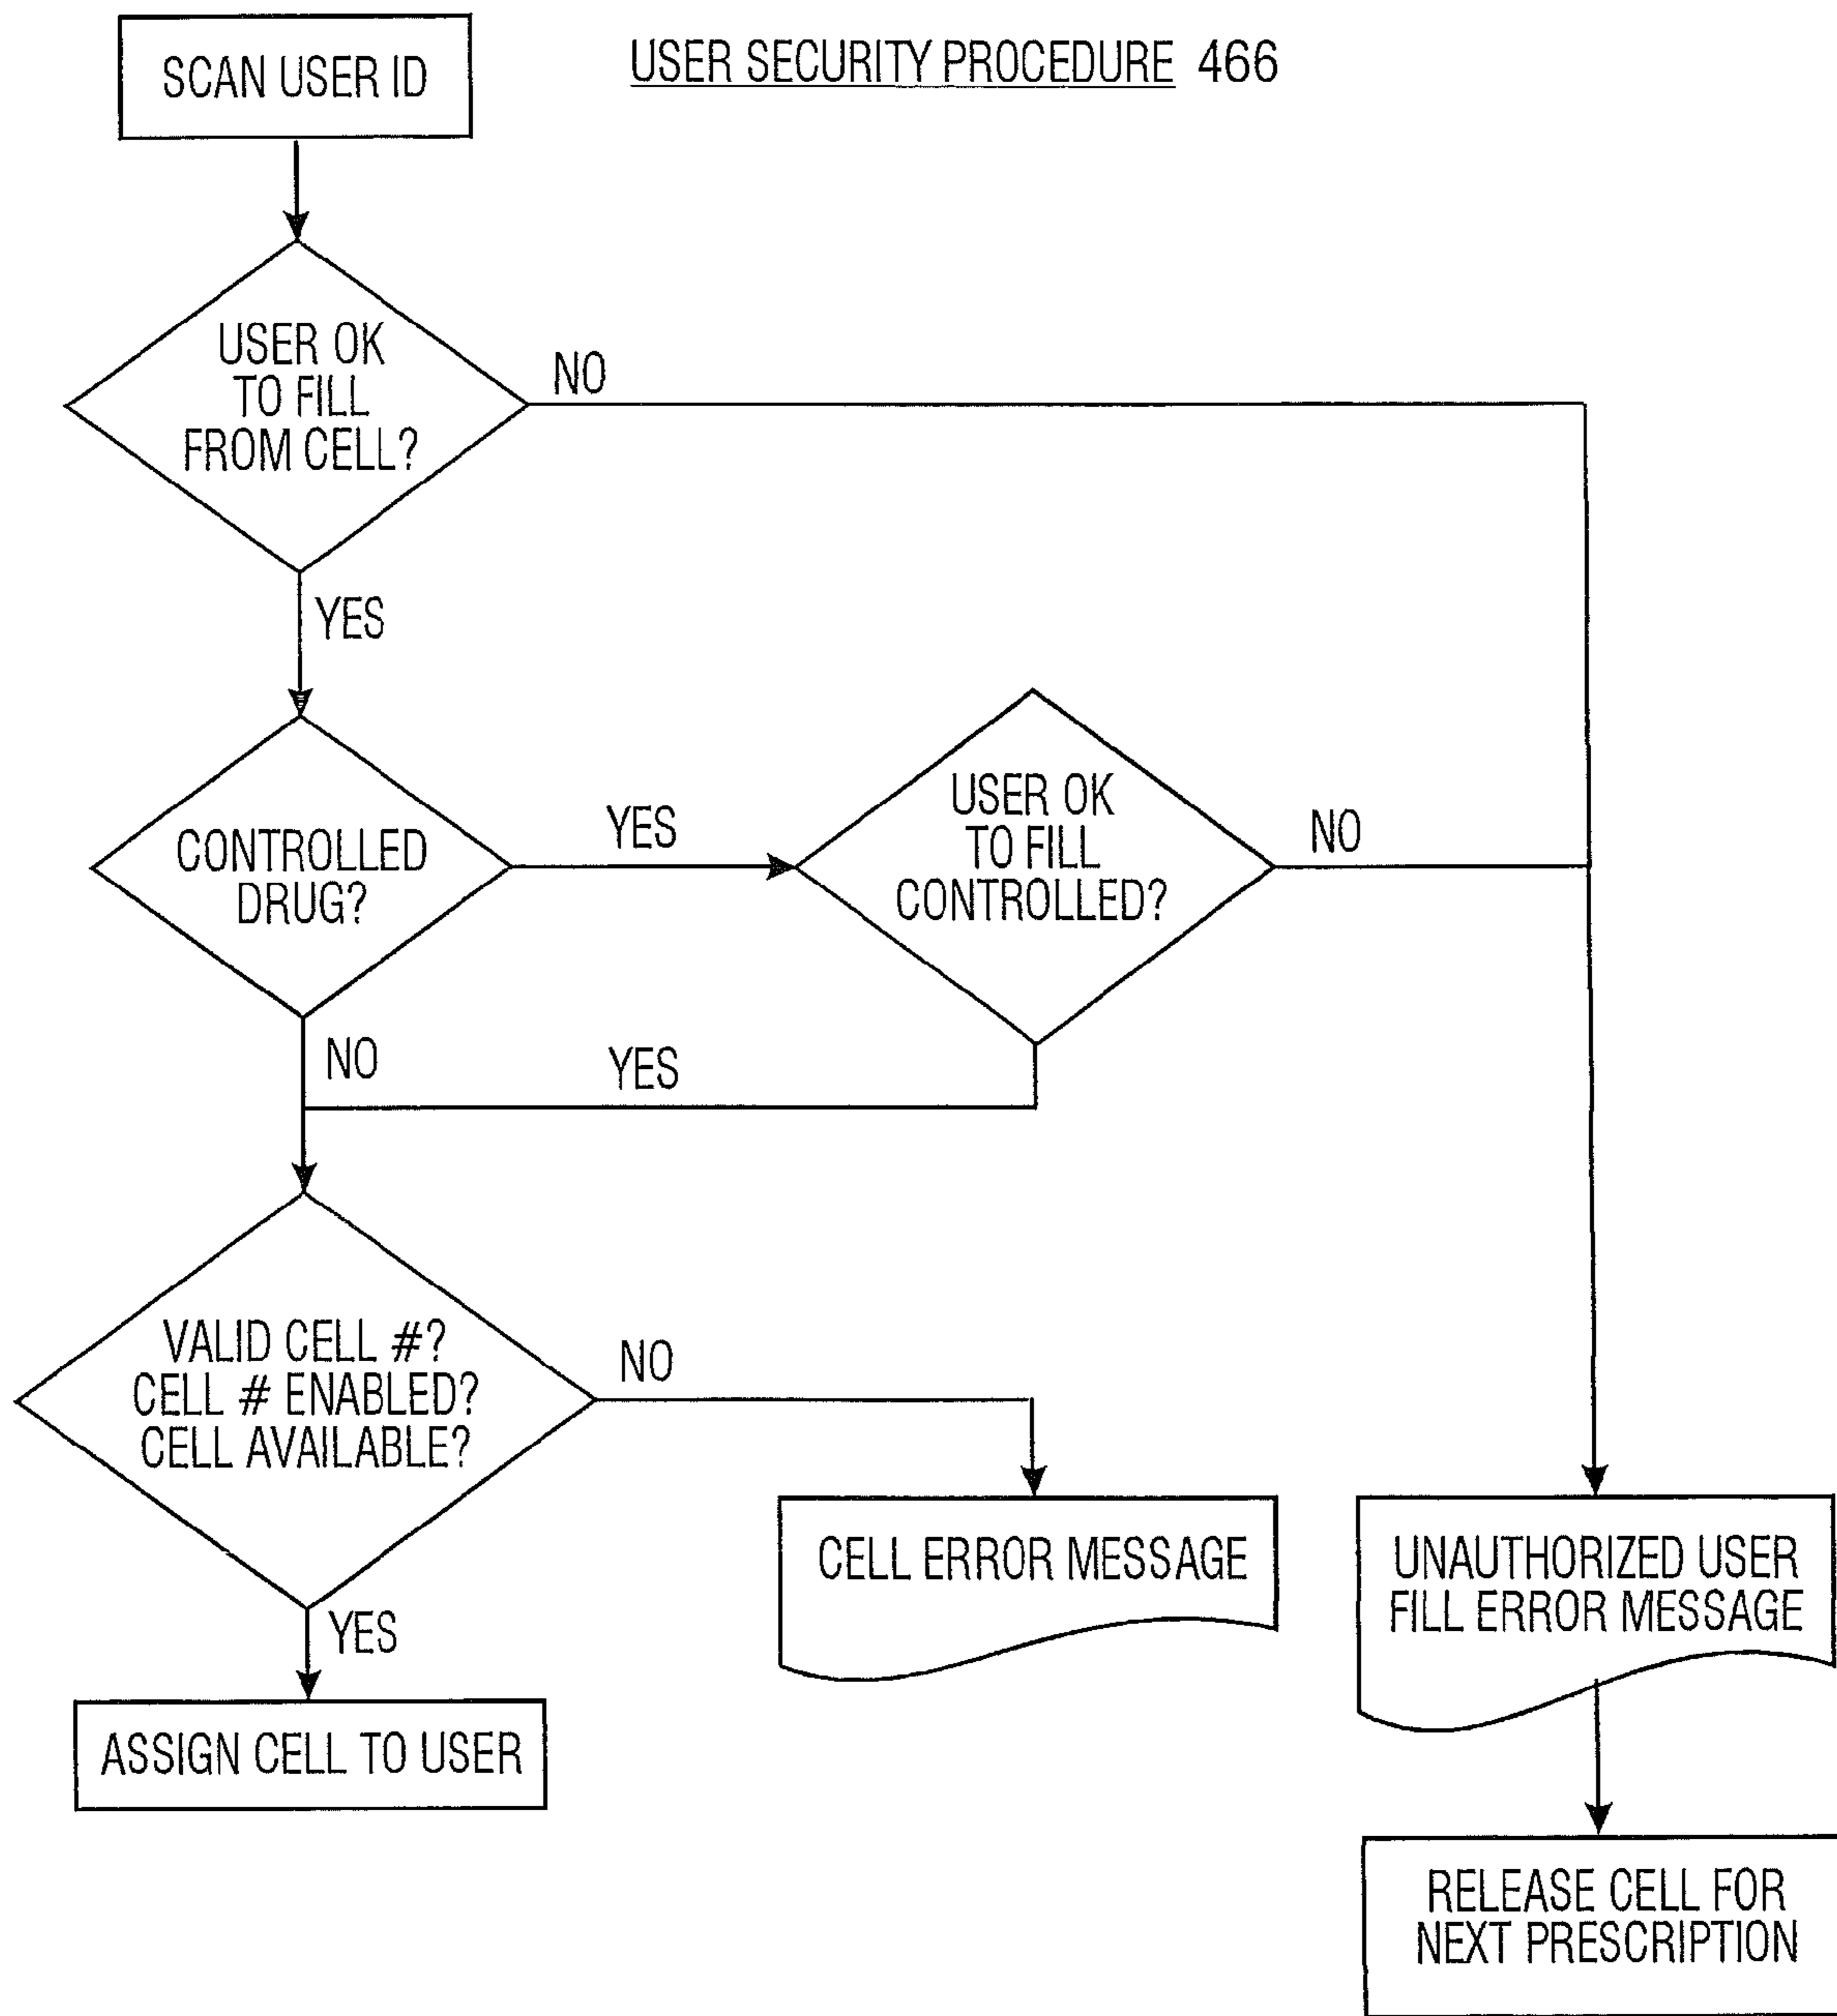 USER SECURITY PROCEDURE 466
SCAN USER ID
USER OK
TO FILL
FROM CELL?
NO
YES
CONTROLLED
DRUG?
YES
USER OK
TO FILL
CONTROLLED?
NO
NO
YES
VALID CELL #?
CELL # ENABLED?
CELL AVAILABLE?
NO
YES
CELL ERROR MESSAGE
UNAUTHORIZED USER
FILL ERROR MESSAGE
ASSIGN CELL TO USER
RELEASE CELL FOR
NEXT PRESCRIPTION